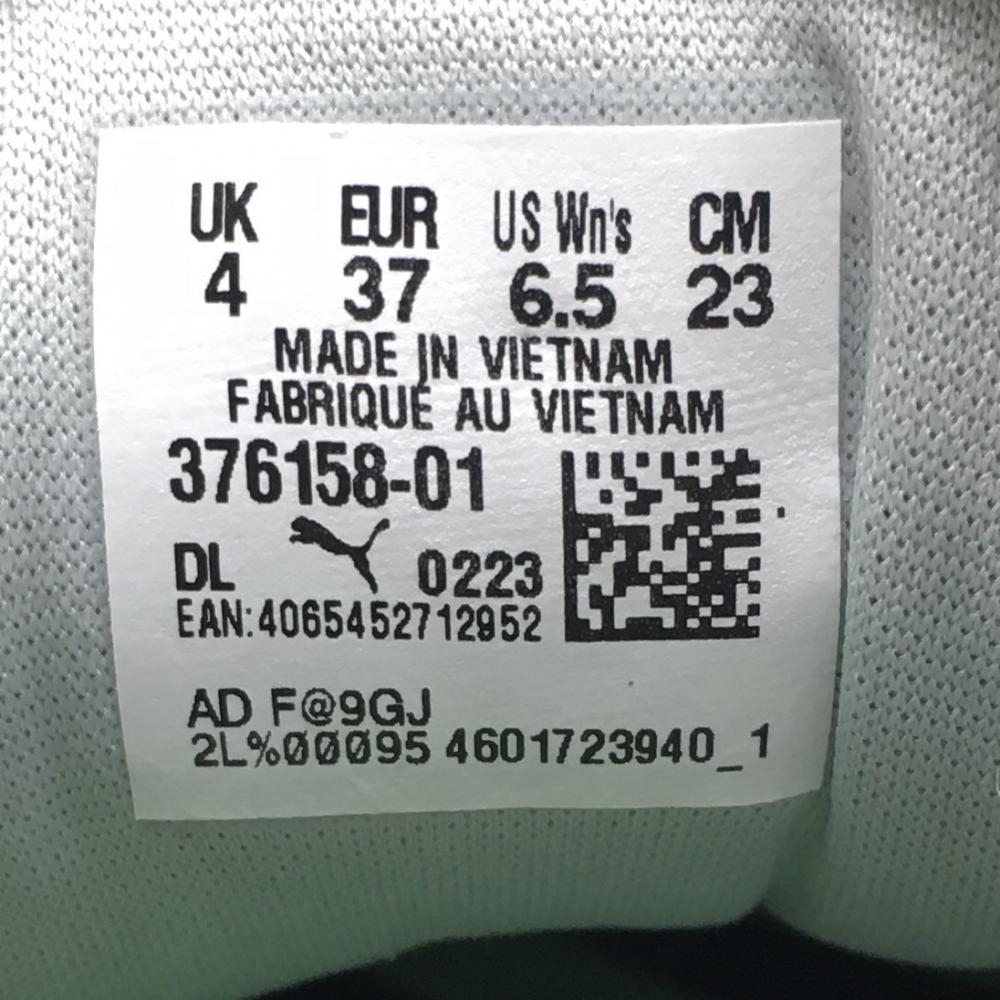 UK EUR US Wn's CM
4 37 6.5 23
MADE IN VIETNAM
FABRIQUÉ AU VIETNAM
376158-01
DL 0223
EAN:4065452712952
AD F@9GJ
2L%00095 4601723940_1